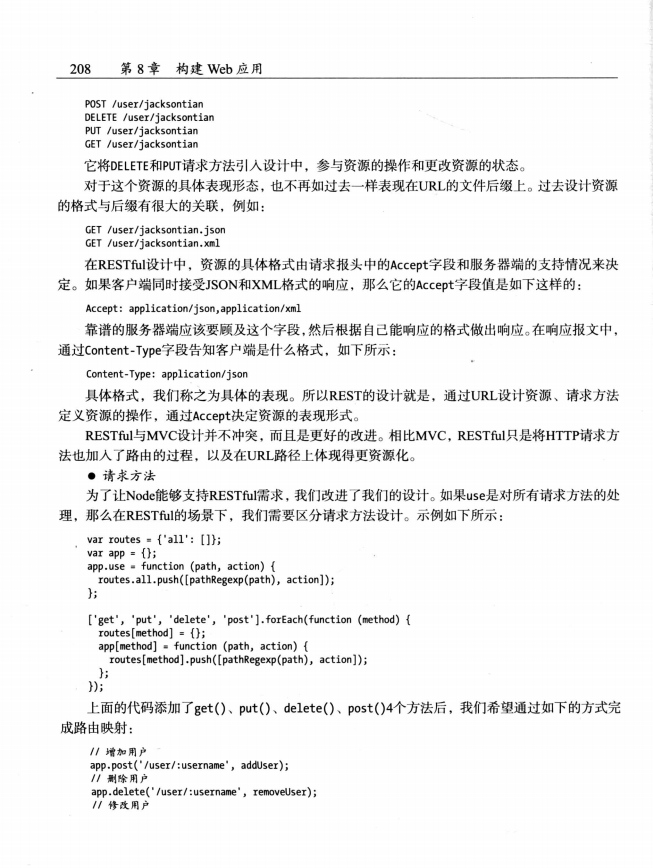 208 第 8 章 构建 Web 应用
POST /user/jacksontian
DELETE /user/jacksontian
PUT /user/jacksontian
GET /user/jacksontian
它将DELETE和PUT请求方法引入设计中，参与资源的操作和更改资源的状态。
对于这个资源的具体表现形态，也不再如过去一样表现在URL的文件后缀上。过去设计资源
的格式与后缀有很大的关联，例如：
GET /user/jacksontian.json
GET /user/jacksontian.xml
在RESTful设计中，资源的具体格式由请求报头中的Accept字段和服务器端的支持情况来决
定。如果客户端同时接受JSON和XML格式的响应，那么它的Accept字段值是如下这样的：
Accept: application/json,application/xml
靠谱的服务器端应该要顾及这个字段，然后根据自己能响应的格式做出响应。在响应报文中，
通过Content-Type字段告知客户端是什么格式，如下所示：
Content-Type: application/json
具体格式，我们称之为具体的表现。所以REST的设计就是，通过URL设计资源、请求方法
定义资源的操作，通过Accept决定资源的表现形式。
RESTful与MVC设计并不冲突，而且是更好的改进。相比MVC，RESTful只是将HTTP请求方
法也加入了路由的过程，以及在URL路径上体现得更资源化。
● 请求方法
为了让Node能够支持RESTful需求，我们改进了我们的设计。如果use是对所有请求方法的处
理，那么在RESTful的场景下，我们需要区分请求方法设计。示例如下所示：
var routes = {'all': []};
var app = {};
app.use = function (path, action) {
  routes.all.push([pathRegexp(path), action]);
};
['get', 'put', 'delete', 'post'].forEach(function (method) {
  routes[method] = {};
  app[method] = function (path, action) {
    routes[method].push([pathRegexp(path), action]);
  };
});
上面的代码添加了get()、put()、delete()、post()4个方法后，我们希望通过如下的方式完
成路由映射：
// 增加用户
app.post('/user/:username', addUser);
// 删除用户
app.delete('/user/:username', removeUser);
// 修改用户